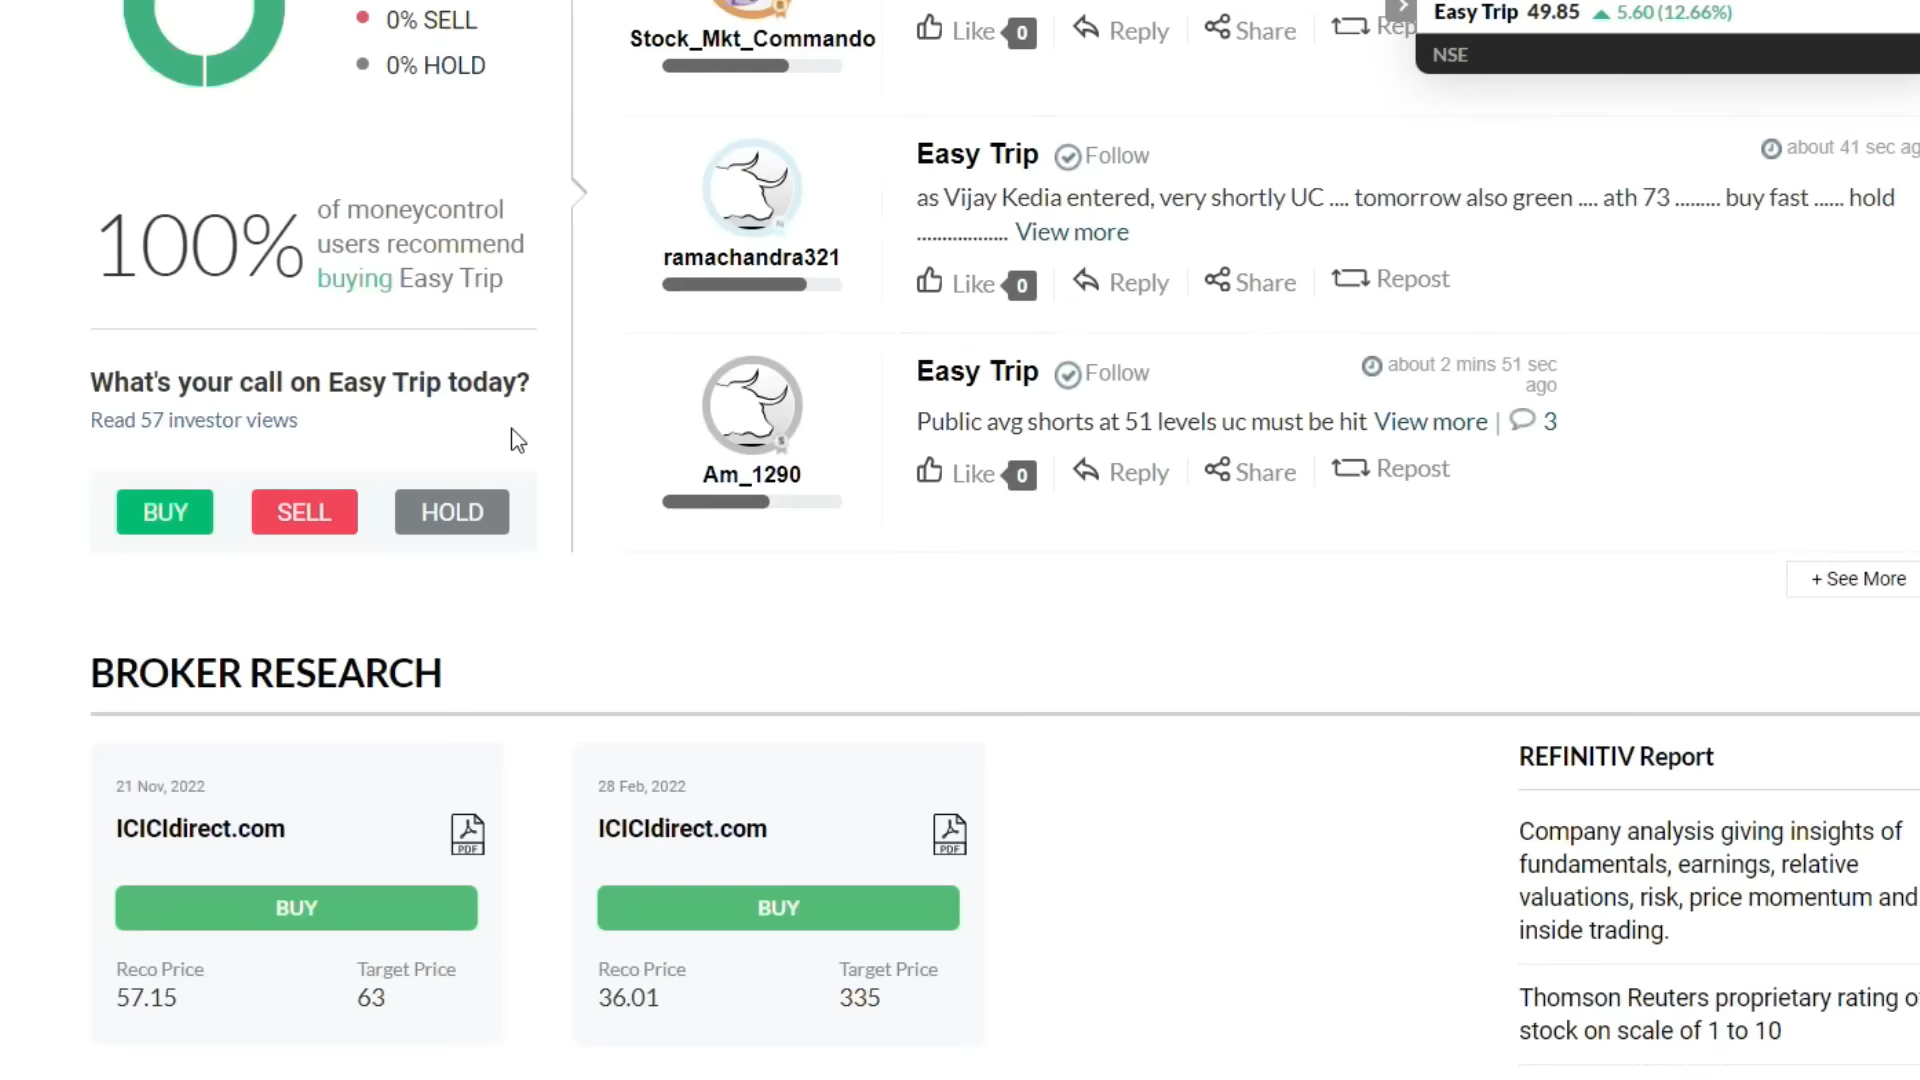 0% SELL
0% HOLD
100%
of moneycontrol
users recommend
buying Easy Trip
What's your call on Easy Trip today?
Read 57 investor views
BUY
SELL
HOLD
Stock_Mkt_Commando
Like 0
Reply
Share
Rep
Easy Trip 49.85 5.60 (12.66%)
NSE
ramachandra321
Easy Trip Follow
about 41 sec ag
as Vijay Kedia entered, very shortly UC .... tomorrow also green .... ath 73 ......... buy fast ...... hold
.................. View more
Like 0
Reply
Share
Repost
Am_1290
Easy Trip Follow
about 2 mins 51 sec
ago
Public avg shorts at 51 levels uc must be hit View more | 3
Like 0
Reply
Share
Repost
+ See More
BROKER RESEARCH
21 Nov, 2022
ICICIdirect.com
PDF
BUY
Reco Price
Target Price
57.15
63
28 Feb, 2022
ICICIdirect.com
PDF
BUY
Reco Price
Target Price
36.01
335
REFINITIV Report
Company analysis giving insights of
fundamentals, earnings, relative
valuations, risk, price momentum and
inside trading.
Thomson Reuters proprietary rating o
stock on scale of 1 to 10